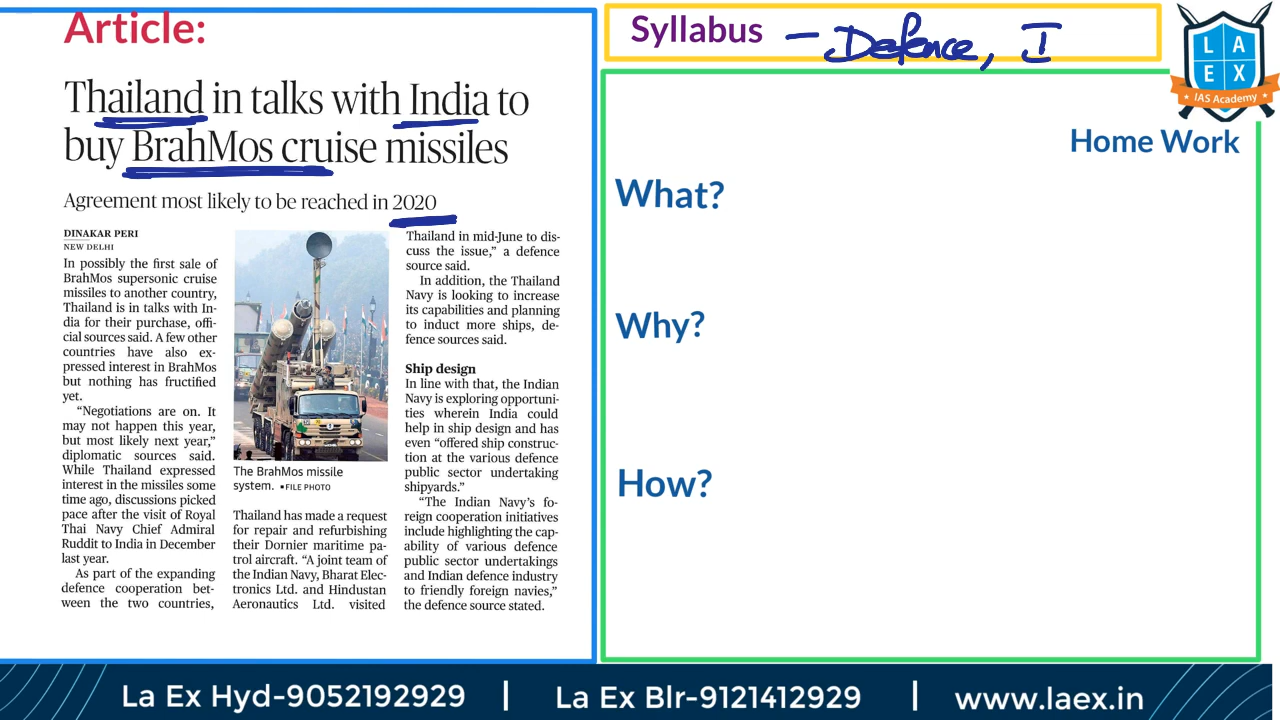 Article:
Thailand in talks with India to
buy BrahMos cruise missiles
Agreement most likely to be reached in 2020
DINAKAR PERI
NEW DELHI
In possibly the first sale of
BrahMos supersonic cruise
missiles to another country,
Thailand is in talks with In-
dia for their purchase, offi-
cial sources said. A few other
countries have also ex-
pressed interest in BrahMos
but nothing has fructified
yet.
“Negotiations are on. It
may not happen this year,
but most likely next year,”
diplomatic sources said.
While Thailand expressed
interest in the missiles some
time ago, discussions picked
pace after the visit of Royal
Thai Navy Chief Admiral
Ruddit to India in December
last year.
As part of the expanding
defence cooperation bet-
ween the two countries,
The BrahMos missile
system. ▪FILE PHOTO
Thailand has made a request
for repair and refurbishing
their Dornier maritime pa-
trol aircraft. “A joint team of
the Indian Navy, Bharat Elec-
tronics Ltd. and Hindustan
Aeronautics Ltd. visited
Thailand in mid-June to dis-
cuss the issue,” a defence
source said.
In addition, the Thailand
Navy is looking to increase
its capabilities and planning
to induct more ships, de-
fence sources said.
Ship design
In line with that, the Indian
Navy is exploring opportuni-
ties wherein India could
help in ship design and has
even “offered ship construc-
tion at the various defence
public sector undertaking
shipyards.”
“The Indian Navy’s fo-
reign cooperation initiatives
include highlighting the cap-
ability of various defence
public sector undertakings
and Indian defence industry
to friendly foreign navies,”
the defence source stated.
Syllabus - Defence, I
L A
E X
IAS Academy
Home Work
What?
Why?
How?
La Ex Hyd-9052192929 | La Ex Blr-9121412929 | www.laex.in